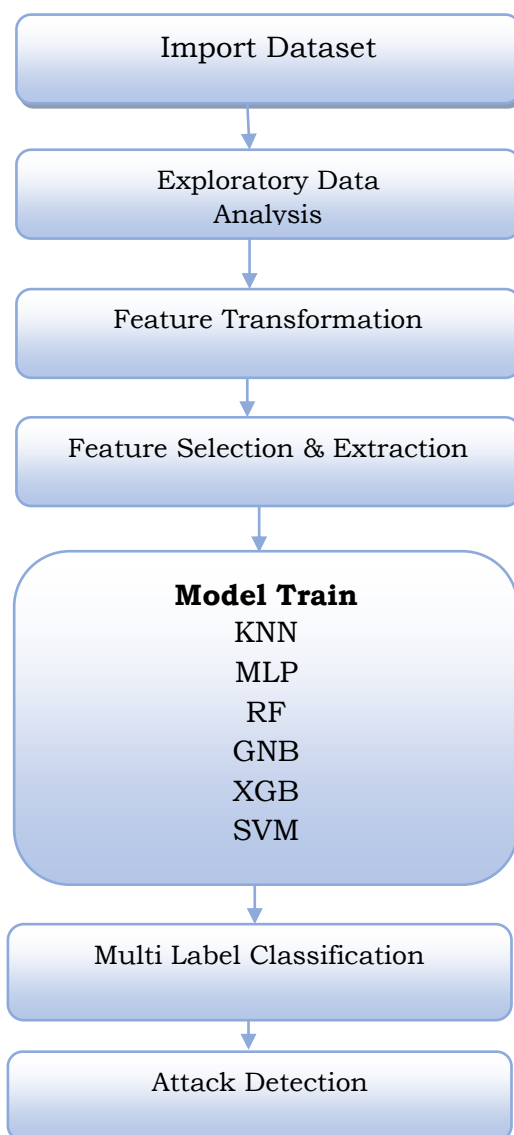 Import Dataset
Exploratory Data
Analysis
Feature Transformation
Feature Selection & Extraction
Model Train
KNN
MLP
RF
GNB
XGB
SVM
Multi Label Classification
Attack Detection